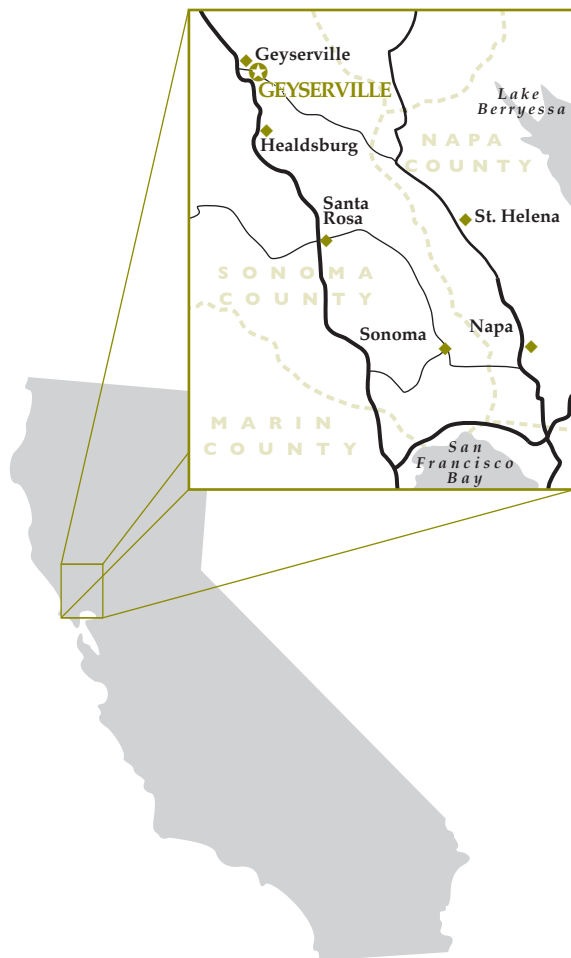 Geyserville
GEYSERVILLE
Lake
Berryessa
Healdsburg
NAPA
COUNTY
Santa
Rosa
St. Helena
SONOMA
COUNTY
Sonoma
Napa
MARIN
COUNTY
San
Francisco
Bay